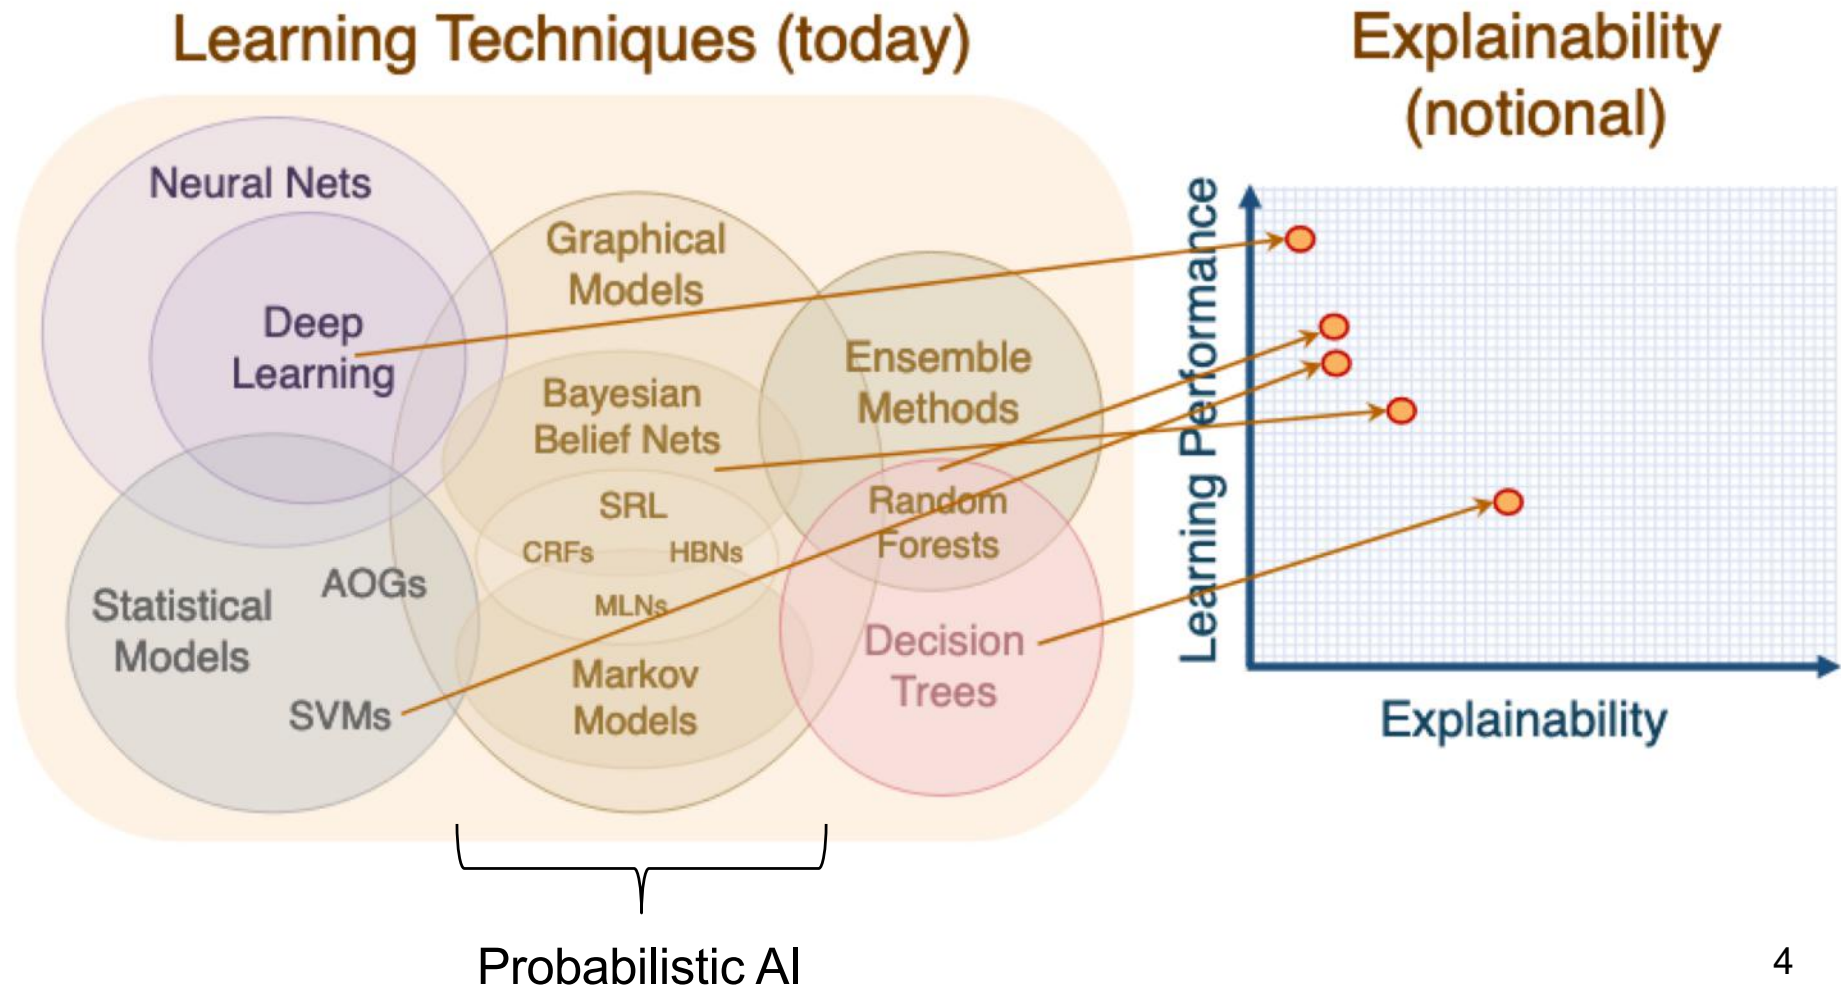 Learning Techniques (today)
Neural Nets
Deep
Learning
Graphical
Models
Bayesian
Belief Nets
SRL
CRFs
HBNs
MLNs
Markov
Models
Ensemble
Methods
Random
Forests
Decision
Trees
Statistical
Models
AOGs
SVMs
Probabilistic AI
Explainability
(notional)
Learning Performance
Explainability
4